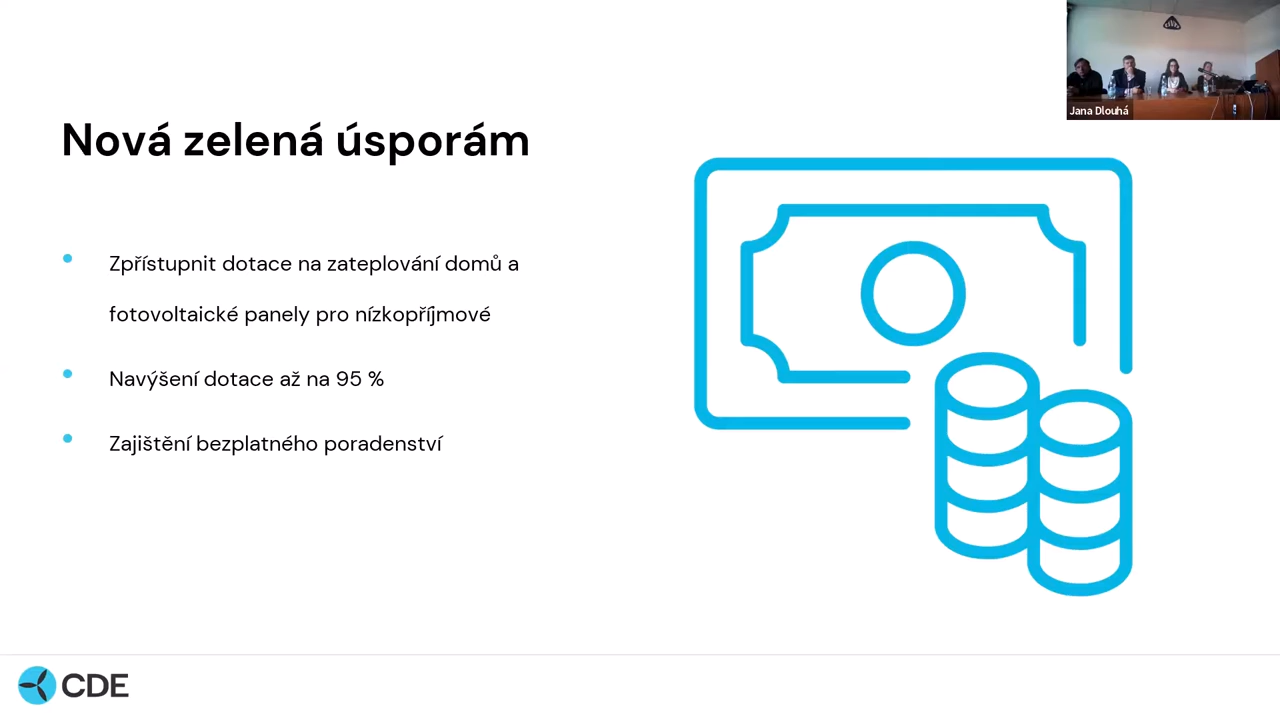 Nová zelená úsporám
Zpřístupnit dotace na zateplování domů a
fotovoltaické panely pro nízkopříjmové
Navýšení dotace až na 95 %
Zajištění bezplatného poradenství
Jana Dlouhá
CDE